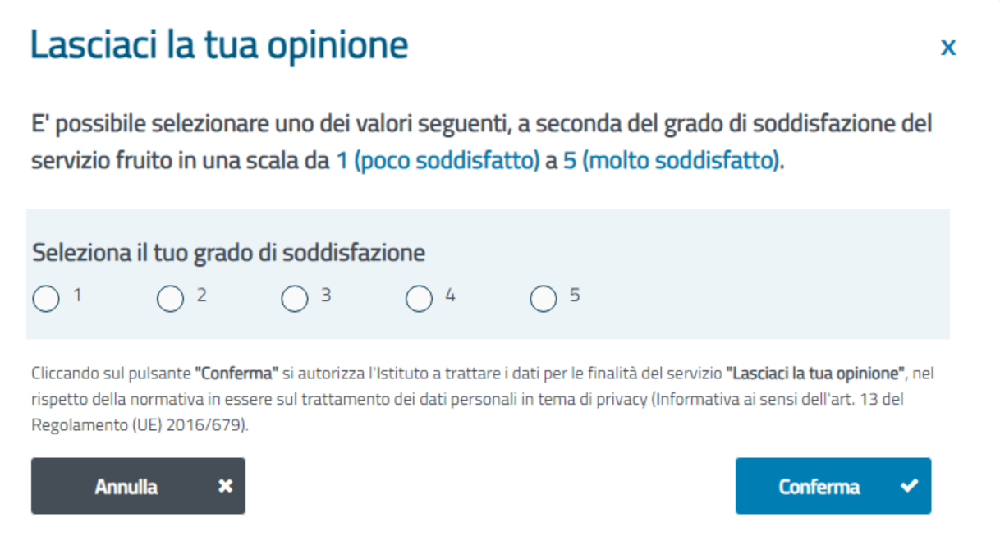 Lasciaci la tua opinione
x
E' possibile selezionare uno dei valori seguenti, a seconda del grado di soddisfazione del
servizio fruito in una scala da 1 (poco soddisfatto) a 5 (molto soddisfatto).
Seleziona il tuo grado di soddisfazione
1 2 3 4 5
Cliccando sul pulsante "Conferma" si autorizza l'Istituto a trattare i dati per le finalità del servizio "Lasciaci la tua opinione", nel
rispetto della normativa in essere sul trattamento dei dati personali in tema di privacy (Informativa ai sensi dell'art. 13 del
Regolamento (UE) 2016/679).
Annulla Conferma